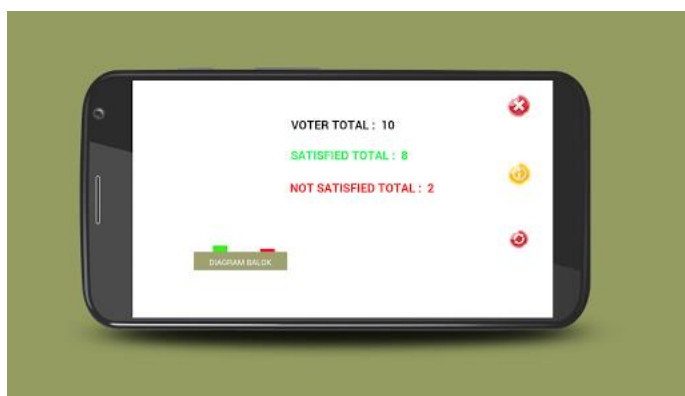 VOTER TOTAL : 10
SATISFIED TOTAL : 8
NOT SATISFIED TOTAL : 2
DIAGRAM BALOK